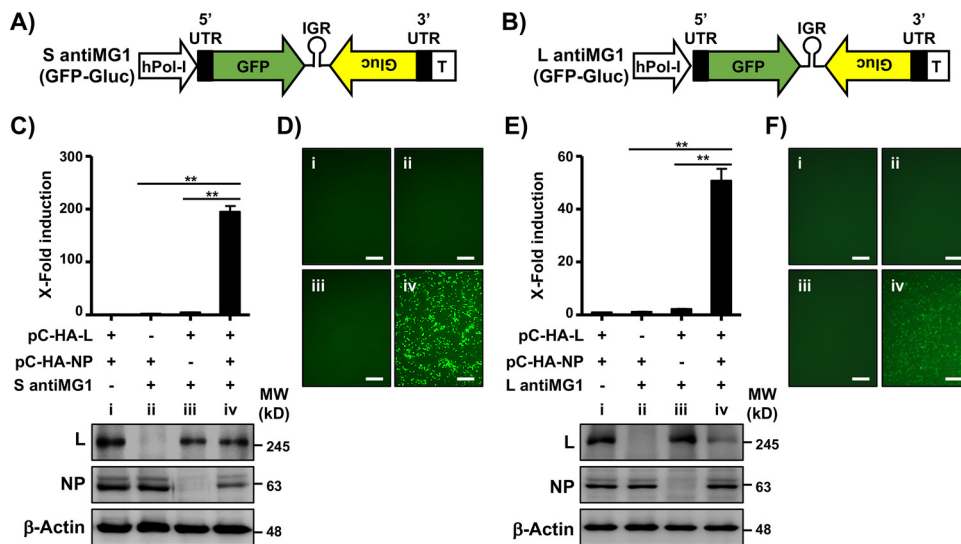 A)
5’
UTR
IGR
3’
UTR
S antiMG1
(GFP-Gluc)
hPol-I
GFP
Gluc
T
B)
5’
UTR
IGR
3’
UTR
L antiMG1
(GFP-Gluc)
hPol-I
GFP
Gluc
T
C)
X-Fold induction
300
200
100
0
**
**
pC-HA-L + - + +
pC-HA-NP + + - +
S antiMG1 - + + +
i ii iii iv
MW
(kD)
L
245
NP
63
β-Actin
48
D)
i
ii
iii
iv
E)
X-Fold induction
60
40
20
0
**
**
pC-HA-L + - + +
pC-HA-NP + + - +
L antiMG1 - + + +
i ii iii iv
MW
(kD)
L
245
NP
63
β-Actin
48
F)
i
ii
iii
iv